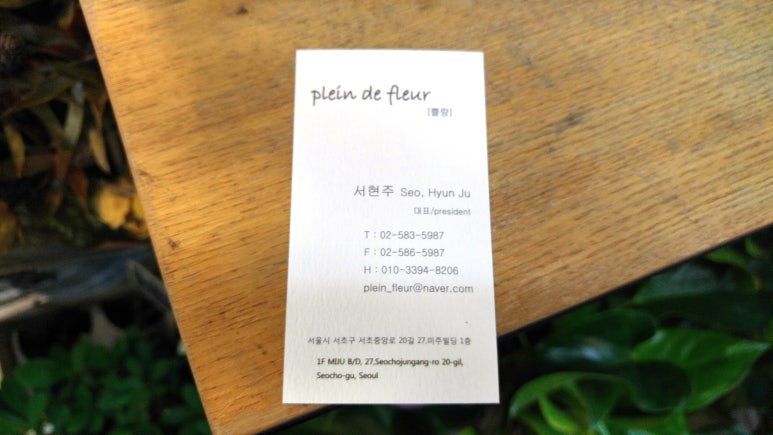 plein de fleur
[플랑]
서현주 Seo, Hyun Ju
대표/president
T : 02-583-5987
F : 02-586-5987
H : 010-3394-8206
plein_fleur@naver.com
서울시 서초구 서초중앙로 20길 27,미주빌딩 1층
1F MIJU B/D, 27,Seochojungang-ro 20-gil,
Seocho-gu, Seoul